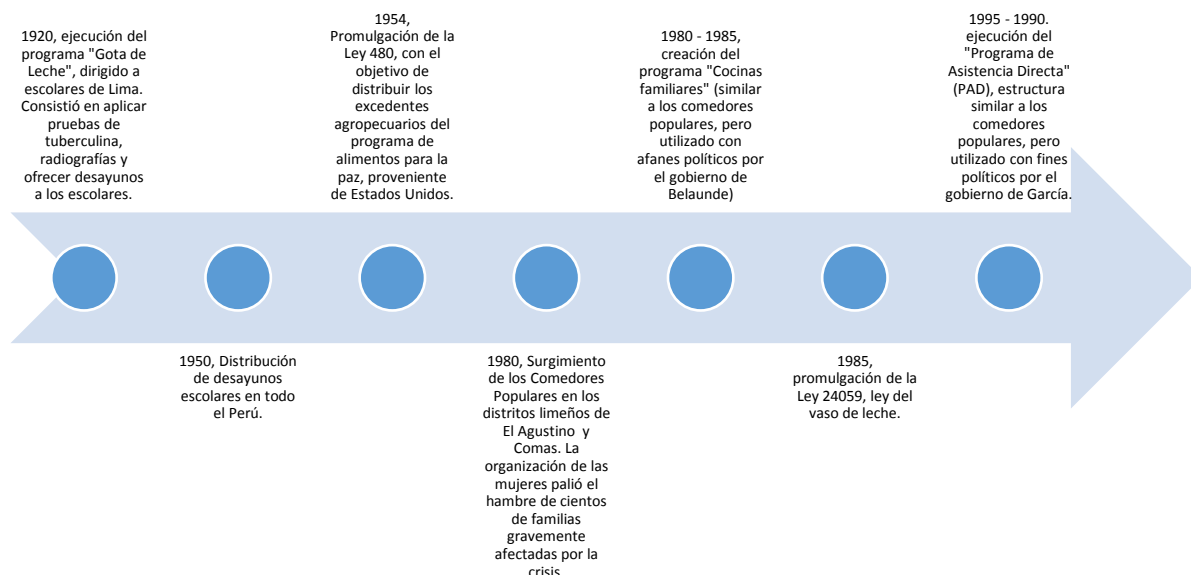 1920, ejecución del
programa "Gota de
Leche", dirigido a
escolares de Lima.
Consistió en aplicar
pruebas de
tuberculina,
radiografías y
ofrecer desayunos
a los escolares.
1950, Distribución
de desayunos
escolares en todo
el Perú.
1954,
Promulgación de la
Ley 480, con el
objetivo de
distribuir los
excedentes
agropecuarios del
programa de
alimentos para la
paz, proveniente
de Estados Unidos.
1980, Surgimiento
de los Comedores
Populares en los
distritos limeños de
El Agustino y
Comas. La
organización de las
mujeres palió el
hambre de cientos
de familias
gravemente
afectadas por la
crisis
1980 - 1985,
creación del
programa "Cocinas
familiares" (similar
a los comedores
populares, pero
utilizado con
afanes políticos por
el gobierno de
Belaunde)
1985,
promulgación de la
Ley 24059, ley del
vaso de leche.
1995 - 1990.
ejecución del
"Programa de
Asistencia Directa"
(PAD), estructura
similar a los
comedores
populares, pero
utilizado con fines
políticos por el
gobierno de García.